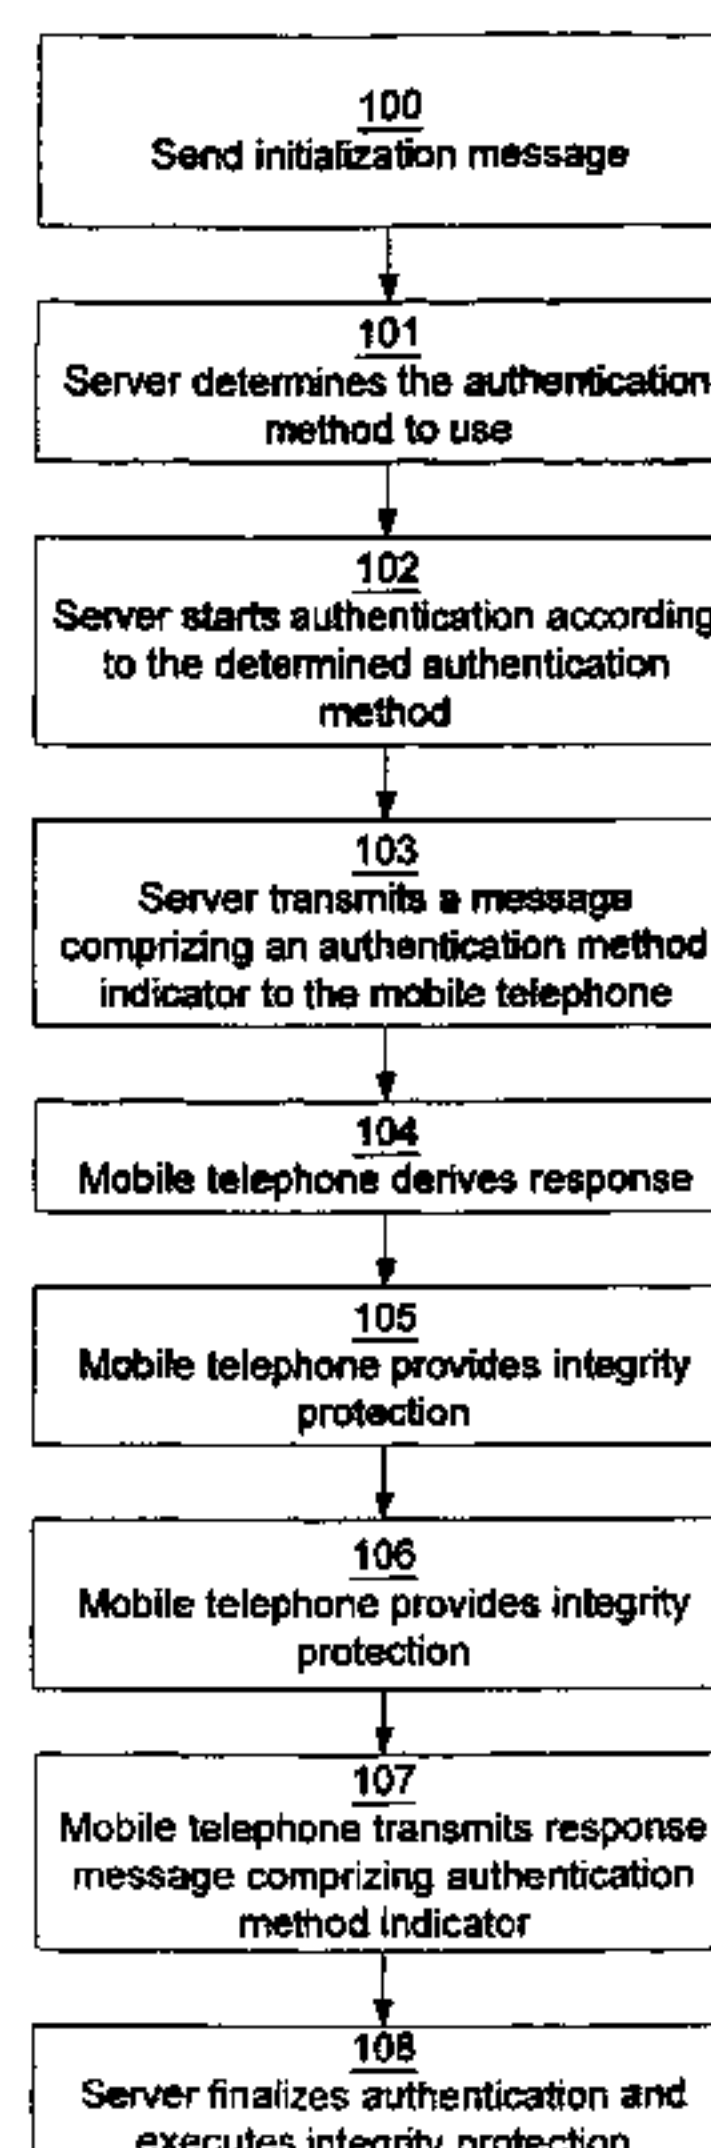 100
Send initialization message
101
Server determines the authentication
method to use
102
Server starts authentication according
to the determined authentication
method
103
Server transmits a message
comprizing an authentication method
indicator to the mobile telephone
104
Mobile telephone derives response
105
Mobile telephone provides integrity
protection
106
Mobile telephone provides integrity
protection
107
Mobile telephone transmits response
message comprizing authentication
method indicator
108
Server finalizes authentication and
executes integrity protection